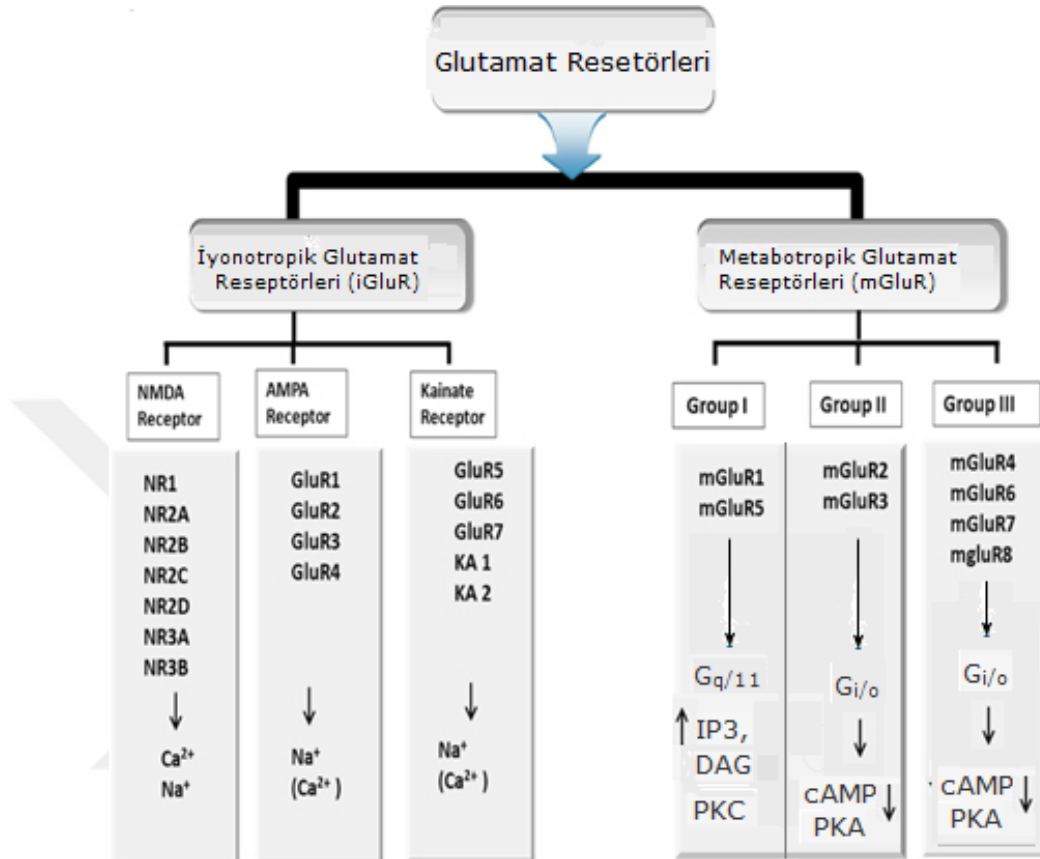 Glutamat Resetörleri
İyonotropik Glutamat
Reseptörleri (iGluR)
Metabotropik Glutamat
Reseptörleri (mGluR)
NMDA
Receptor
AMPA
Receptor
Kainate
Receptor
Group I
Group II
Group III
NR1
NR2A
NR2B
NR2C
NR2D
NR3A
NR3B
Ca²⁺
Na⁺
GluR1
GluR2
GluR3
GluR4
Na⁺
(Ca²⁺)
GluR5
GluR6
GluR7
KA 1
KA 2
Na⁺
(Ca²⁺)
mGluR1
mGluR5
Gq/11
↑ IP3,
DAG
PKC
mGluR2
mGluR3
Gi/o
cAMP ↓
PKA
mGluR4
mGluR6
mGluR7
mgluR8
Gi/o
cAMP ↓
PKA